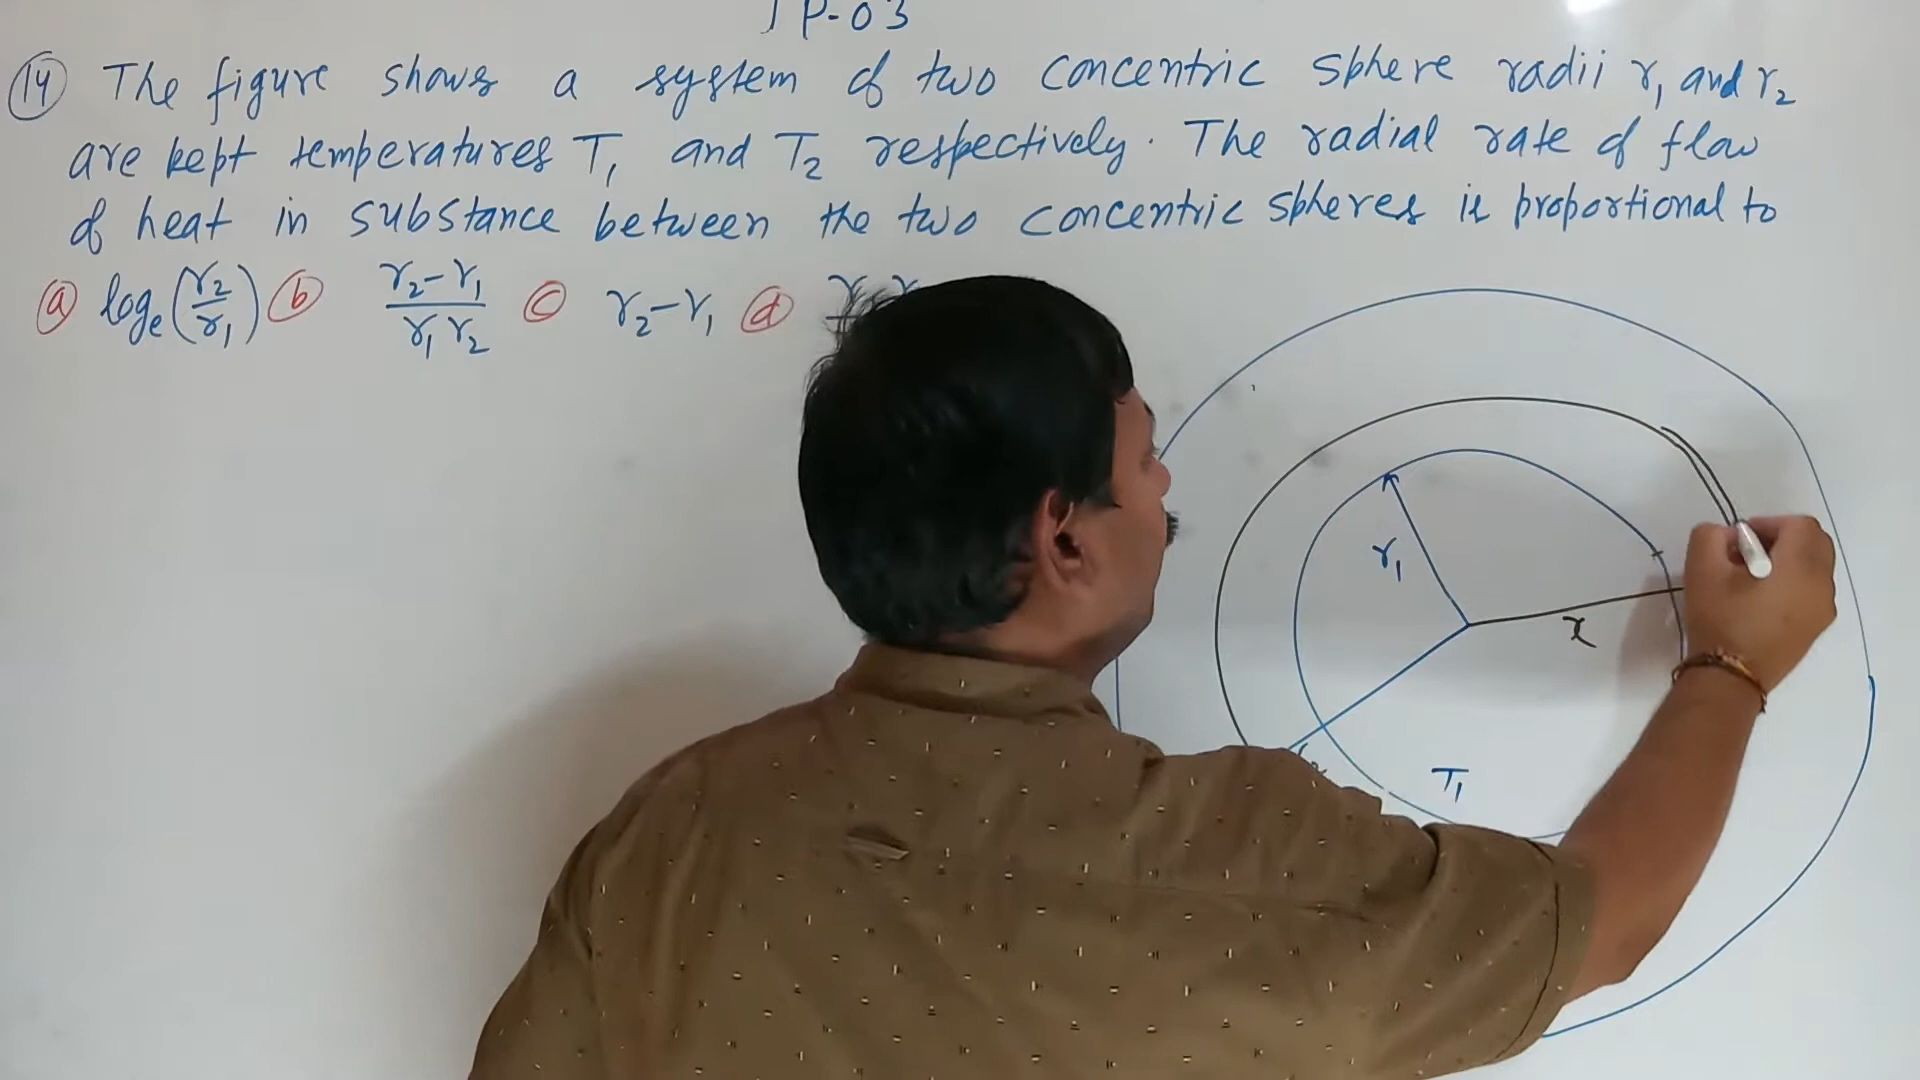 JP-03
14 The figure shows a system of two concentric sphere radii r₁ and r₂
are kept temperatures T₁ and T₂ respectively. The radial rate of flow
of heat in substance between the two concentric spheres is proportional to
(a) logₑ(r₂/r₁) (b) (r₂-r₁)/(r₁ r₂) (c) r₂-r₁ (d)
r₁
x
T₁